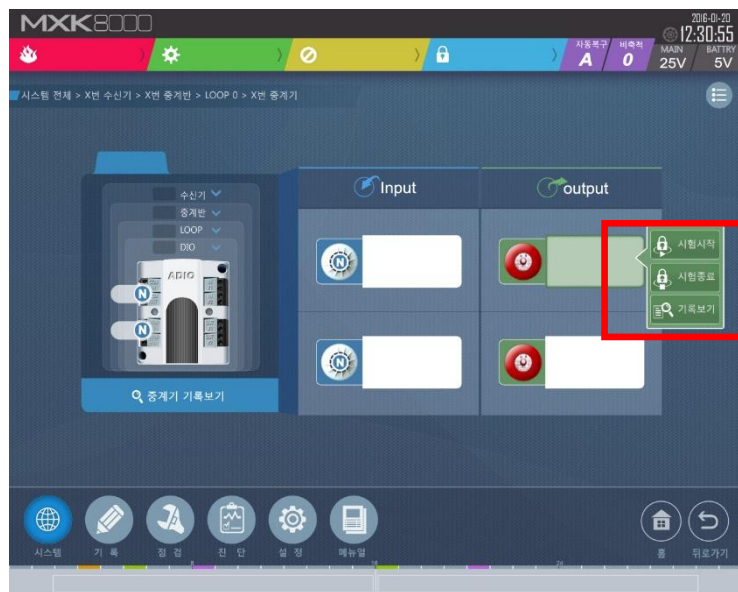 MXK8000
2016-01-20
12:30:55
자동복구
A
비축적
0
MAIN
25V
BATTRY
5V
시스템 전체 > X번 수신기 > X번 중계반 > LOOP 0 > X번 중계기
수신기
중계반
LOOP
DIO
ADIO
N
N
중계기 기록보기
Input
output
N
N
시험시작
시험종료
기록보기
시스템
기 록
점 검
진 단
설 정
메뉴얼
홈
뒤로가기
8
16
24